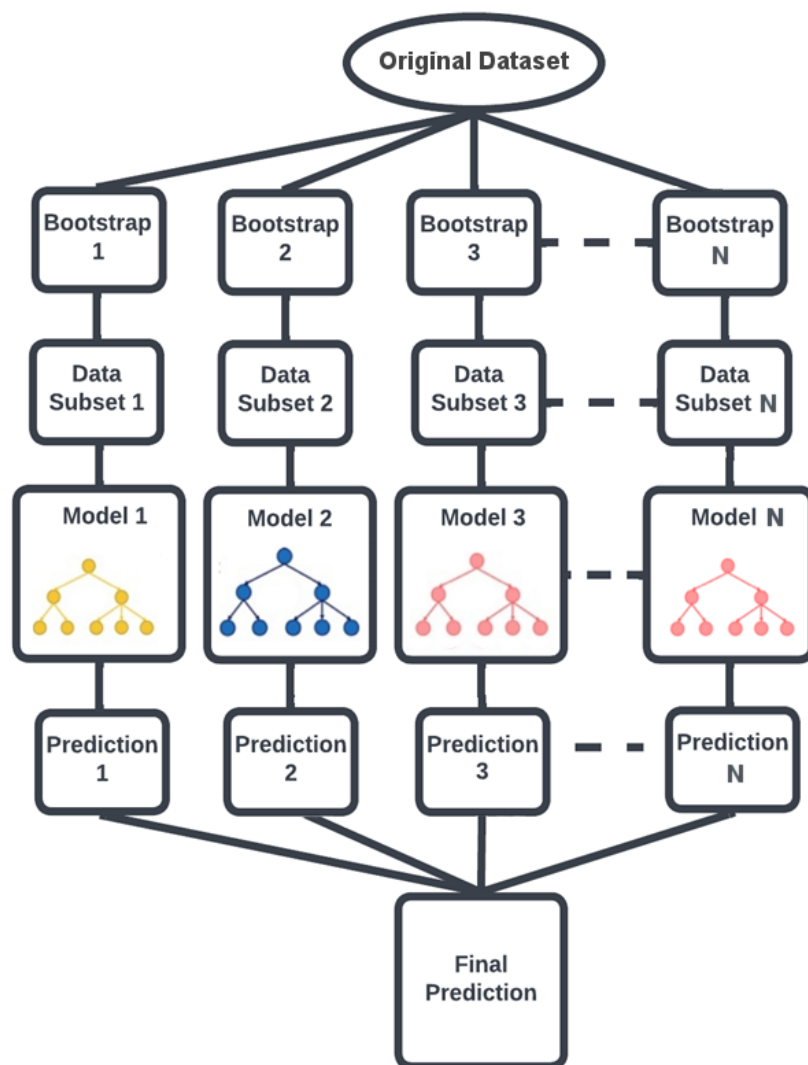 Original Dataset
Bootstrap
1
Bootstrap
2
Bootstrap
3
Bootstrap
N
Data
Subset 1
Data
Subset 2
Data
Subset 3
Data
Subset N
Model 1
Model 2
Model 3
Model N
Prediction
1
Prediction
2
Prediction
3
Prediction
N
Final
Prediction